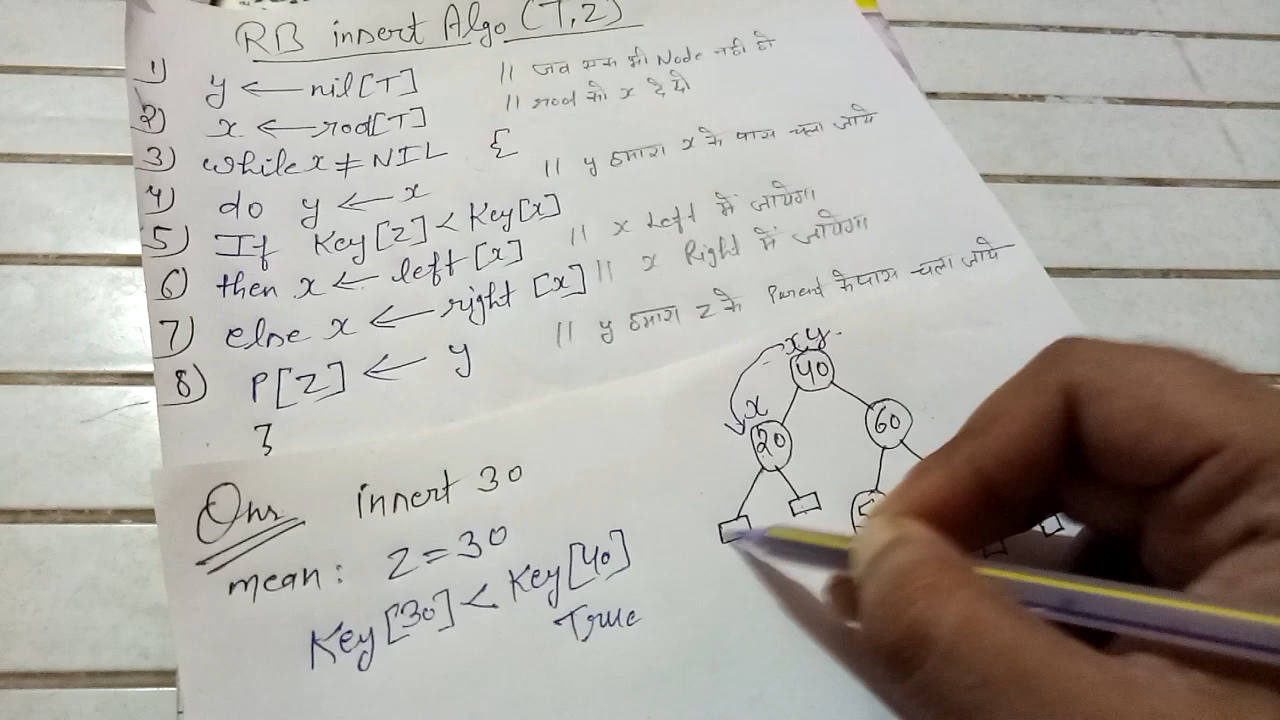 RB insert Algo (T,z)
1) y ← nil[T] // जब तक भी Node नही हो
2) x ← root[T] // root को x दे दो
3) while x ≠ NIL {
4) do y ← x // y हमारा x के पास चला जाये
5) If Key[z] < Key[x]
6) then x ← left [x] // x Left में जायेगा
7) else x ← right [x] // x Right में जायेगा
8) P[z] ← y // y हमारा z के Parent के पास चला जाये
}
xy.
40
x
20
60
insert 30
mean: z = 30
Key[30] < Key[40]
True